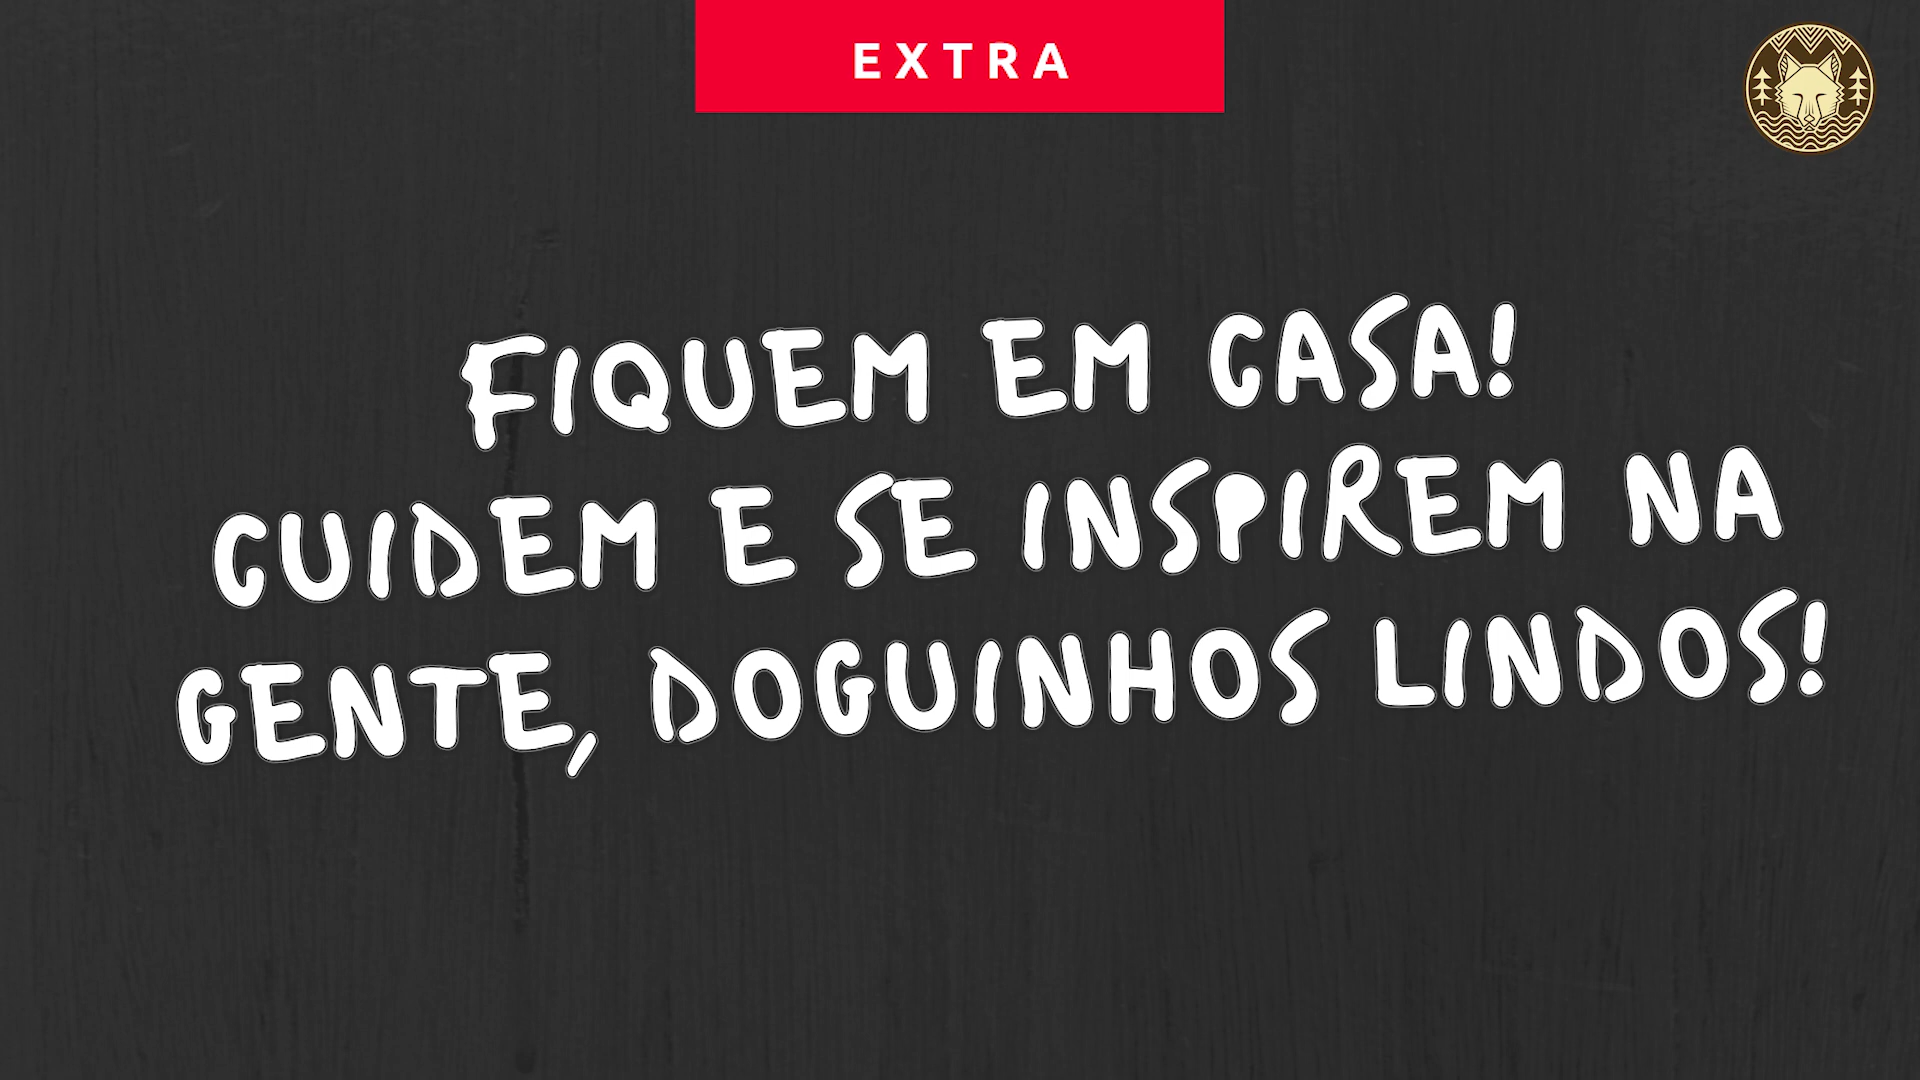 EXTRA
FIQUEM EM CASA!
CUIDEM E SE INSPIREM NA
GENTE, DOGUINHOS LINDOS!